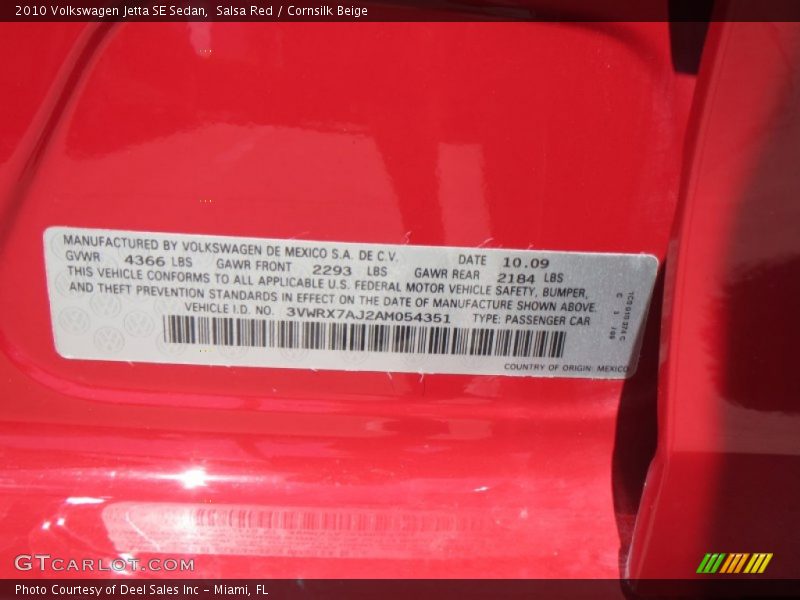 2010 Volkswagen Jetta SE Sedan,  Salsa Red / Cornsilk Beige
MANUFACTURED BY VOLKSWAGEN DE MEXICO S.A. DE C.V. DATE 10.09
GVWR 4366 LBS GAWR FRONT 2293 LBS GAWR REAR 2184 LBS
THIS VEHICLE CONFORMS TO ALL APPLICABLE U.S. FEDERAL MOTOR VEHICLE SAFETY, BUMPER,
AND THEFT PREVENTION STANDARDS IN EFFECT ON THE DATE OF MANUFACTURE SHOWN ABOVE.
VEHICLE I.D. NO. 3VWRX7AJ2AM054351 TYPE: PASSENGER CAR
COUNTRY OF ORIGIN: MEXICO
GTcarlot.com
Photo Courtesy of Deel Sales Inc – Miami, FL